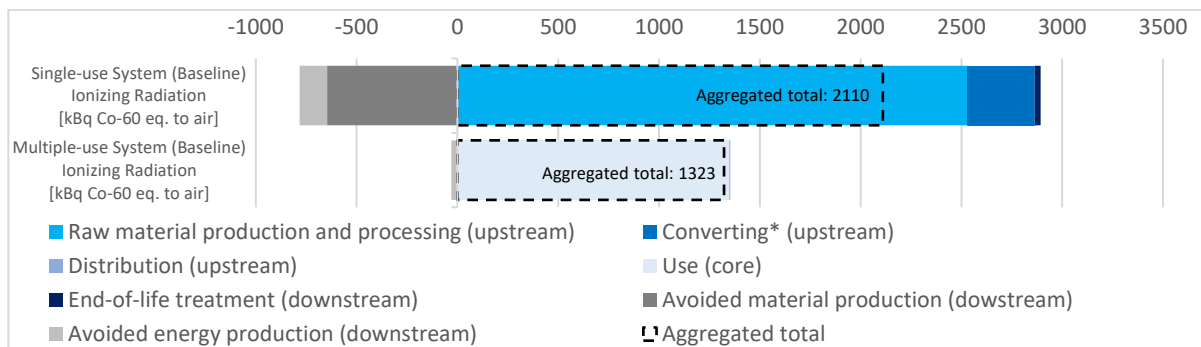 -1000 -500 0 500 1000 1500 2000 2500 3000 3500
Single-use System (Baseline)
Ionizing Radiation
[kBq Co-60 eq. to air]
Aggregated total: 2110
Multiple-use System (Baseline)
Ionizing Radiation
[kBq Co-60 eq. to air]
Aggregated total: 1323
Raw material production and processing (upstream)
Converting* (upstream)
Distribution (upstream)
Use (core)
End-of-life treatment (downstream)
Avoided material production (dowstream)
Avoided energy production (downstream)
Aggregated total